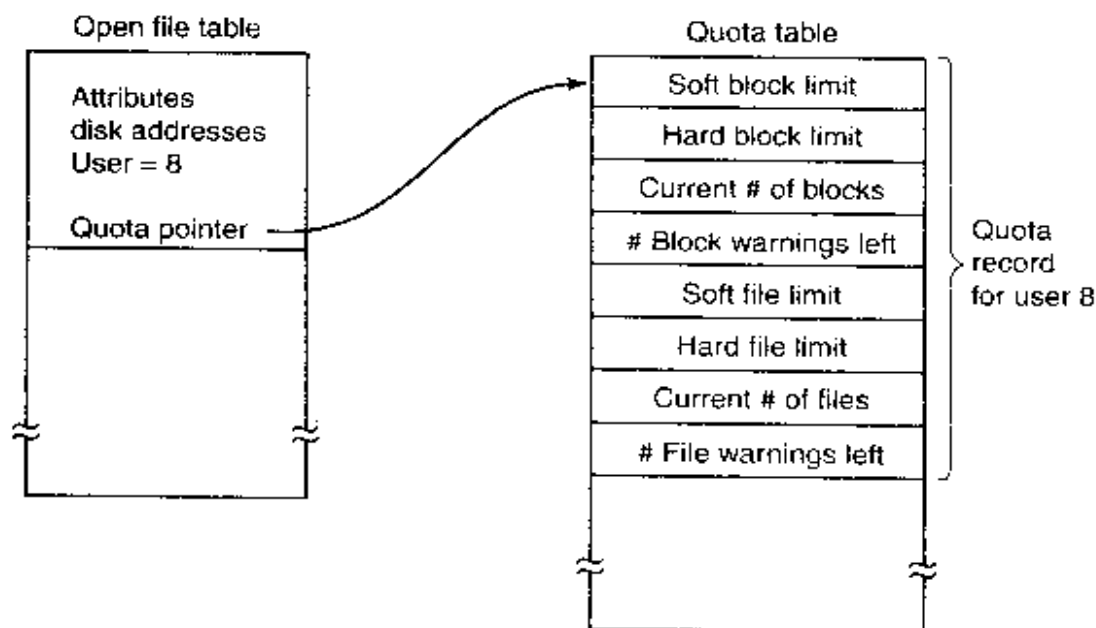 Open file table
Attributes
disk addresses
User = 8
Quota pointer
Quota table
Soft block limit
Hard block limit
Current # of blocks
# Block warnings left
Soft file limit
Hard file limit
Current # of files
# File warnings left
Quota
record
for user 8